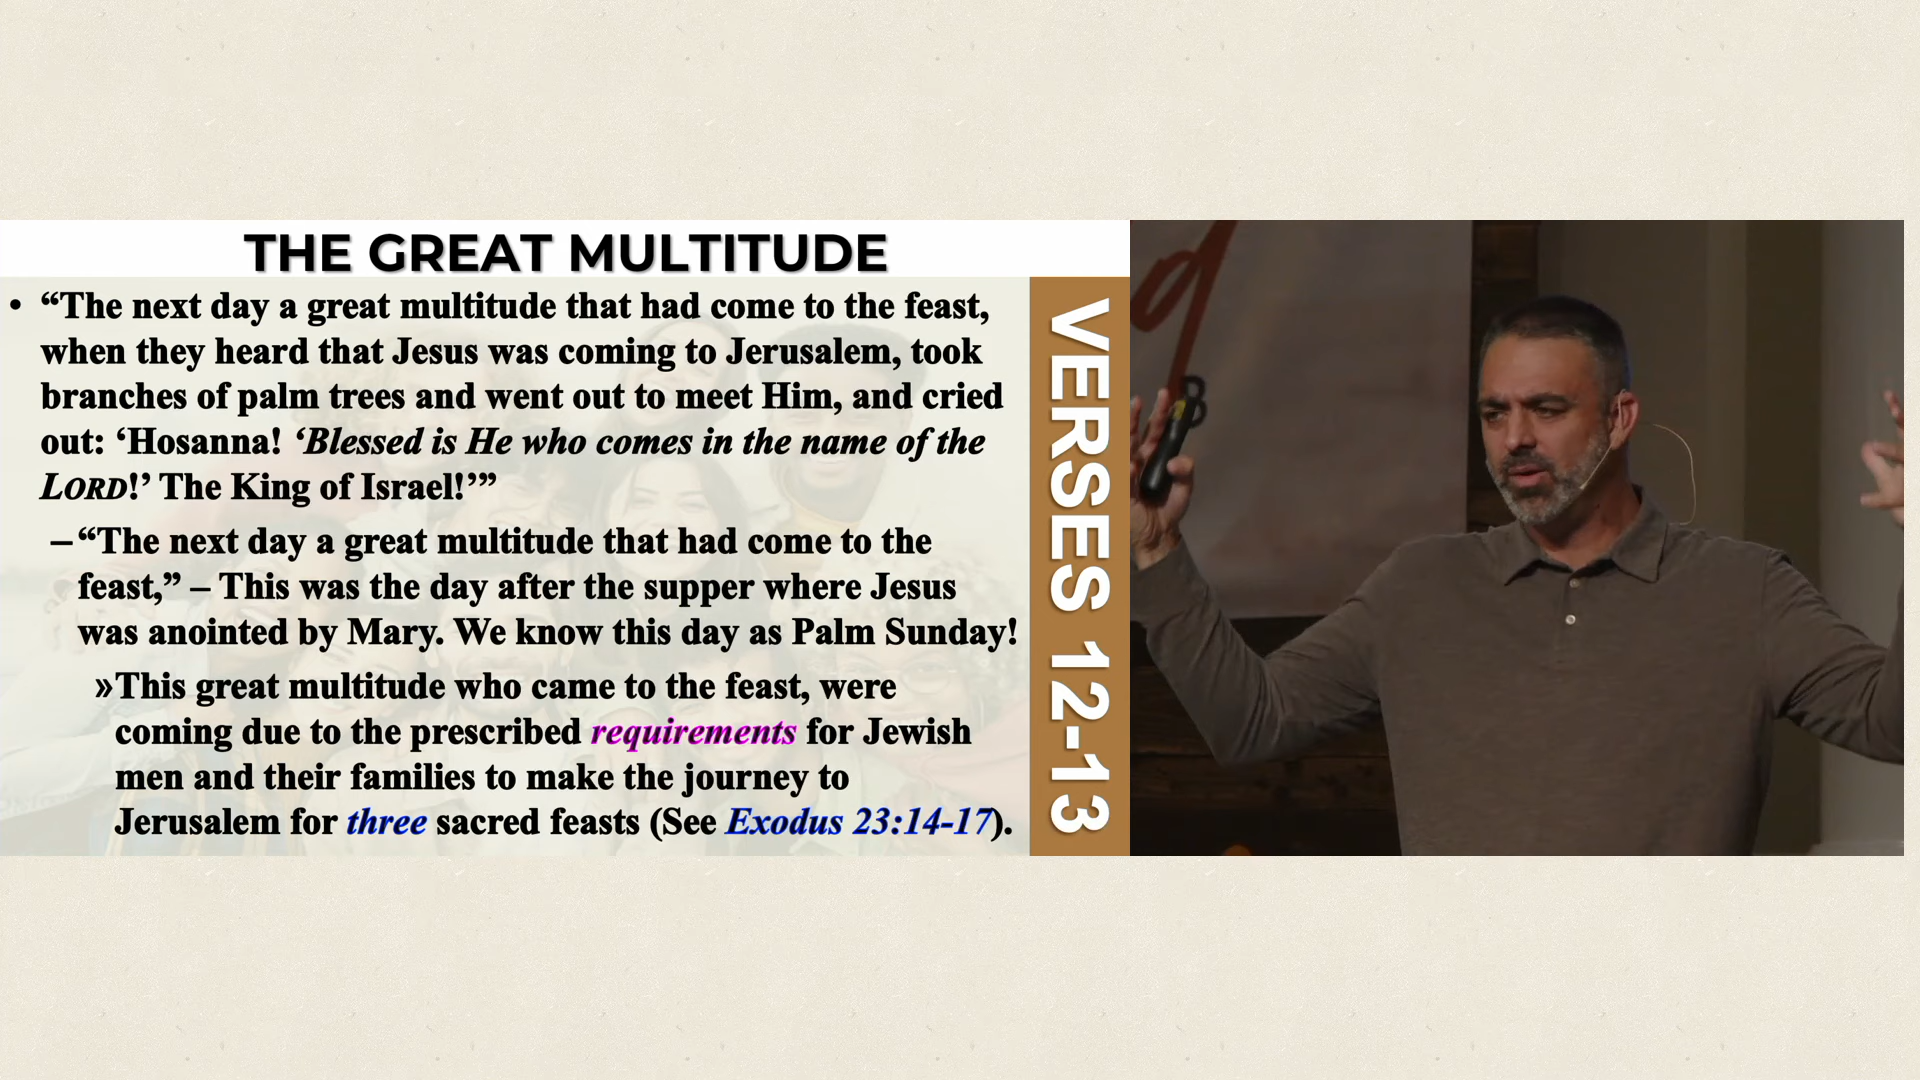 THE GREAT MULTITUDE
• “The next day a great multitude that had come to the feast,
when they heard that Jesus was coming to Jerusalem, took
branches of palm trees and went out to meet Him, and cried
out: ‘Hosanna! ‘Blessed is He who comes in the name of the
LORD!’ The King of Israel!’”
– “The next day a great multitude that had come to the
feast,” – This was the day after the supper where Jesus
was anointed by Mary. We know this day as Palm Sunday!
»This great multitude who came to the feast, were
coming due to the prescribed requirements for Jewish
men and their families to make the journey to
Jerusalem for three sacred feasts (See Exodus 23:14-17).
VERSES 12-13